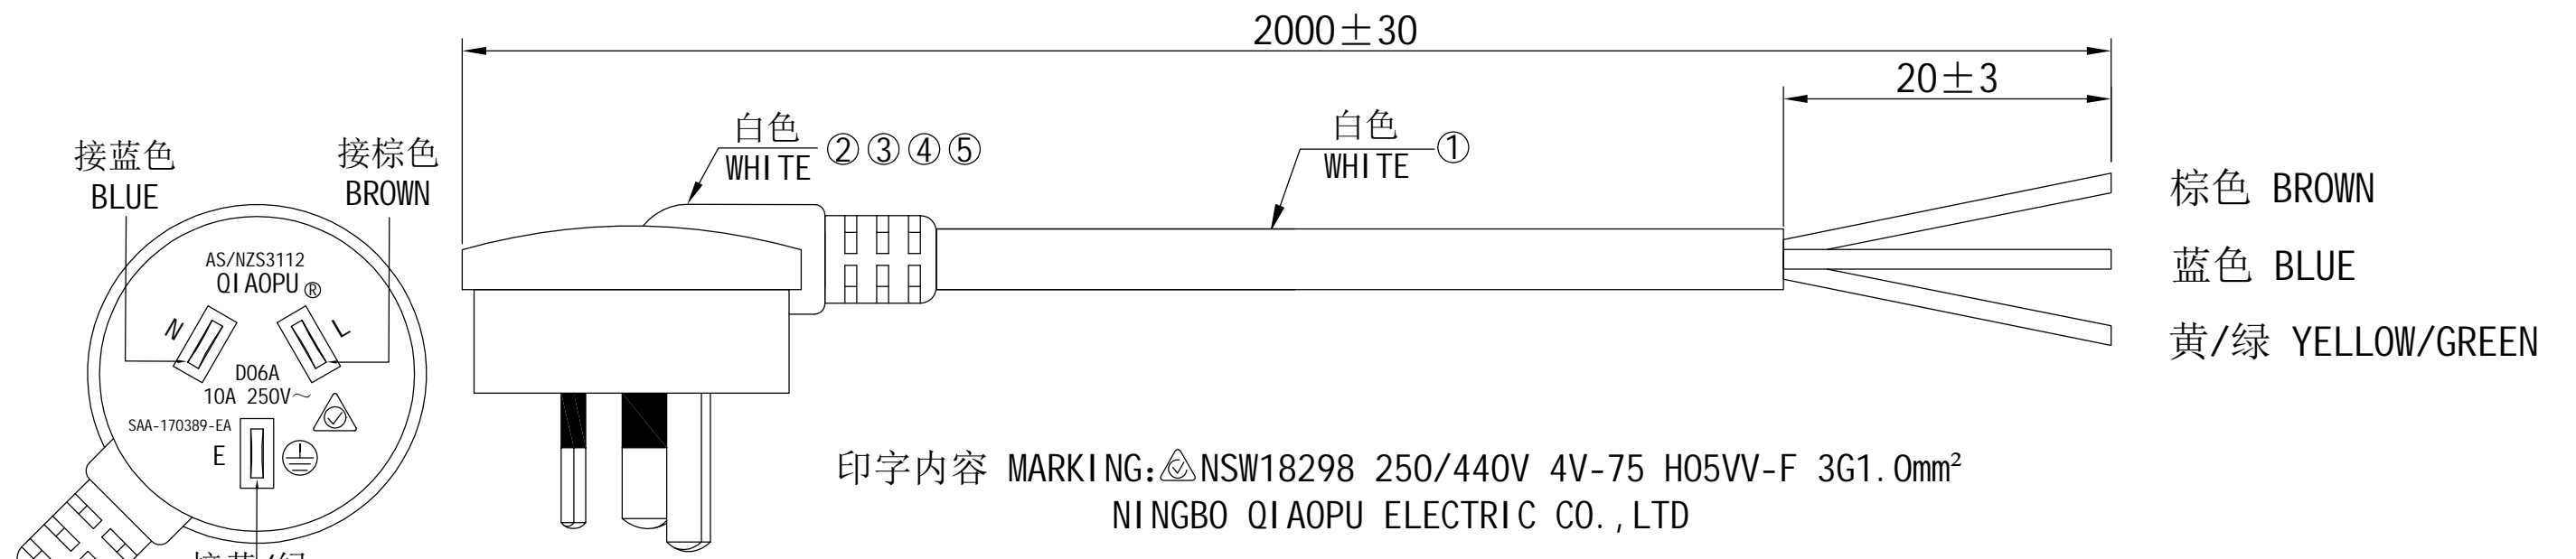 2000±30
20±3
白色
WHITE ②③④⑤
白色
WHITE ①
接蓝色
BLUE
接棕色
BROWN
AS/NZS3112
QIAOPU ®
N
L
D06A
10A 250V～
SAA-170389-EA
E
棕色 BROWN
蓝色 BLUE
黄/绿 YELLOW/GREEN
印字内容 MARKING: NSW18298 250/440V 4V-75 H05VV-F 3G1.0mm²
NINGBO QIAOPU ELECTRIC CO.,LTD